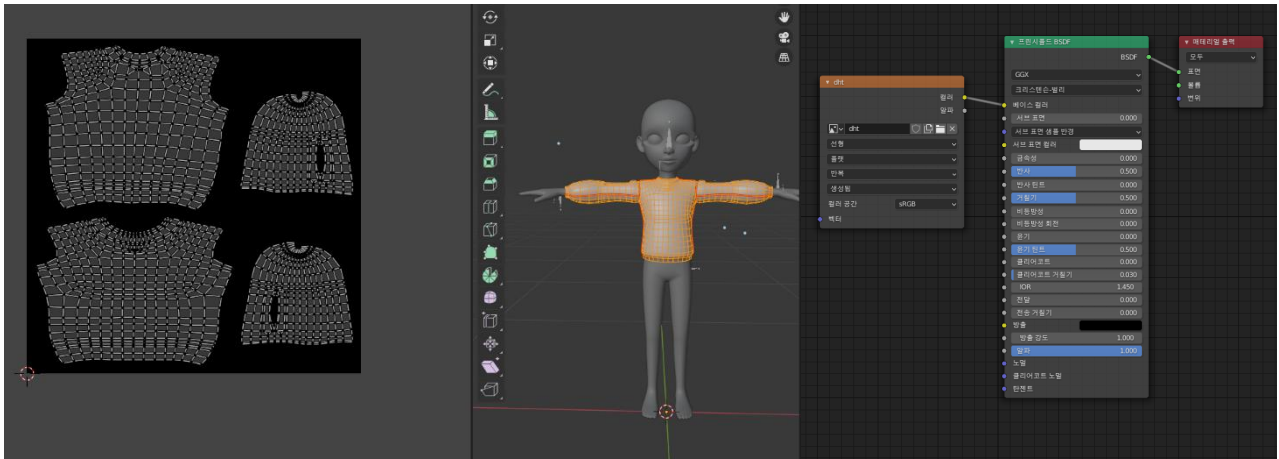 dht
컬러
알파
dht
선형
플랫
반복
생성됨
컬러 공간
sRGB
벡터
프린시폴드 BSDF
BSDF
GGX
크리스텐슨-벌리
베이스 컬러
서브 표면 0.000
서브 표면 샘플 반경
서브 표면 컬러
금속성 0.000
반사 0.500
반사 틴트 0.000
거칠기 0.500
비등방성 0.000
비등방성 회전 0.000
윤기 0.000
윤기 틴트 0.500
클리어코트 0.000
클리어코트 거칠기 0.030
IOR 1.450
전달 0.000
전송 거칠기 0.000
방출
방출 강도 1.000
알파 1.000
노멀
클리어코트 노멀
탄젠트
매테리얼 출력
모두
표면
볼륨
변위